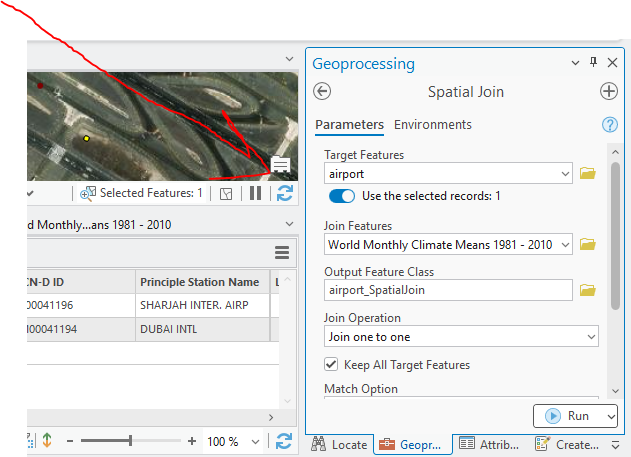 Geoprocessing
Spatial Join
Parameters Environments
Target Features
airport
Use the selected records: 1
Join Features
World Monthly Climate Means 1981 - 2010
Output Feature Class
airport_SpatialJoin
Join Operation
Join one to one
Keep All Target Features
Match Option
Run
Selected Features: 1
d Monthly...ans 1981 - 2010
CN-D ID Principle Station Name L
00041196 SHARJAH INTER. AIRP
00041194 DUBAI INTL
100 %
Locate Geopr... Attrib... Create...